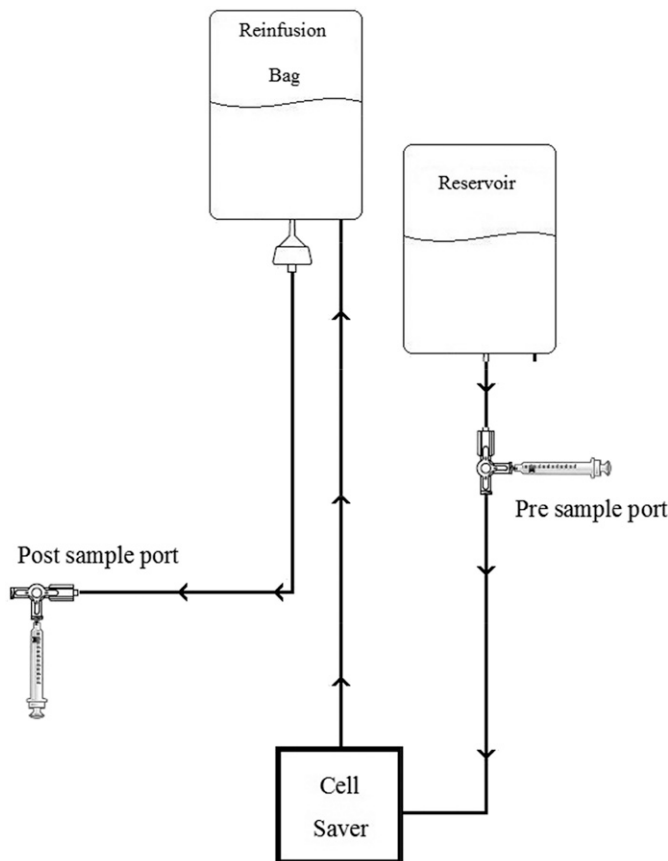 Reinfusion
Bag
Reservoir
Pre sample port
Post sample port
Cell
Saver